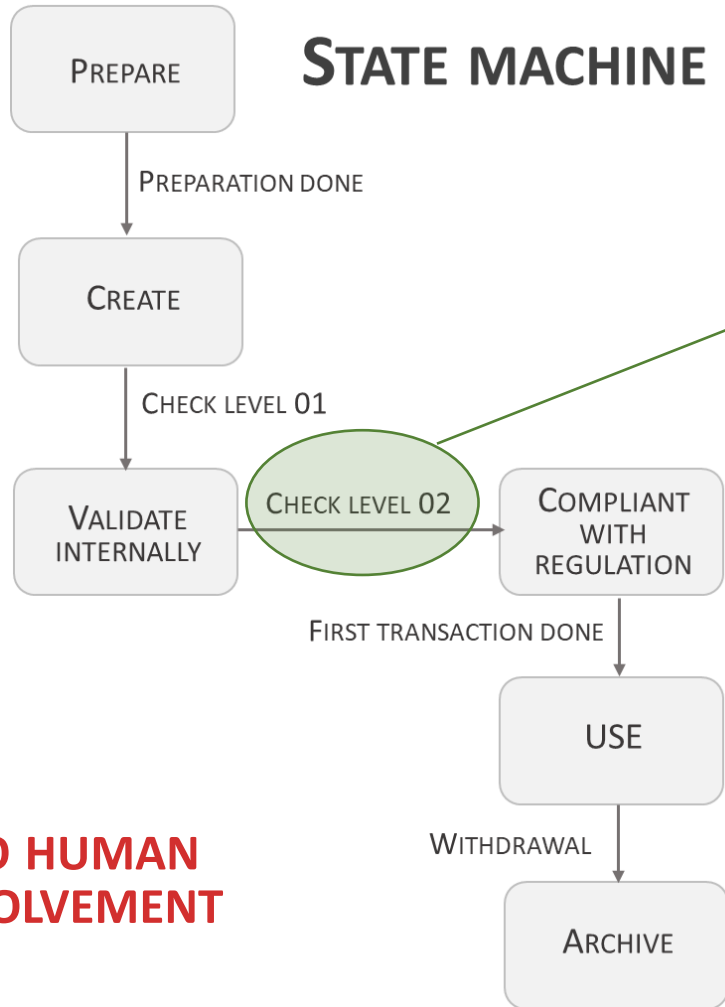 PREPARE
STATE MACHINE
PREPARATION DONE
CREATE
CHECK LEVEL 01
VALIDATE
INTERNALLY
CHECK LEVEL 02
COMPLIANT
WITH
REGULATION
FIRST TRANSACTION DONE
USE
WITHDRAWAL
HUMAN
ARCHIVE